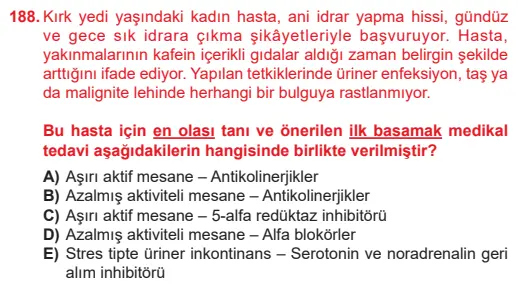 188. Kırk yedi yaşındaki kadın hasta, ani idrar yapma hissi, gündüz
ve gece sık idrara çıkma şikâyetleriyle başvuruyor. Hasta,
yakınmalarının kafein içerikli gıdalar aldığı zaman belirgin şekilde
arttığını ifade ediyor. Yapılan tetkiklerinde üriner enfeksiyon, taş ya
da malignite lehinde herhangi bir bulguya rastlanmıyor.
Bu hasta için en olası tanı ve önerilen ilk basamak medikal
tedavi aşağıdakilerin hangisinde birlikte verilmiştir?
A) Aşırı aktif mesane – Antikolinerjikler
B) Azalmış aktiviteli mesane – Antikolinerjikler
C) Aşırı aktif mesane – 5-alfa redüktaz inhibitörü
D) Azalmış aktiviteli mesane – Alfa blokörler
E) Stres tipte üriner inkontinans – Serotonin ve noradrenalin geri
alım inhibitörü